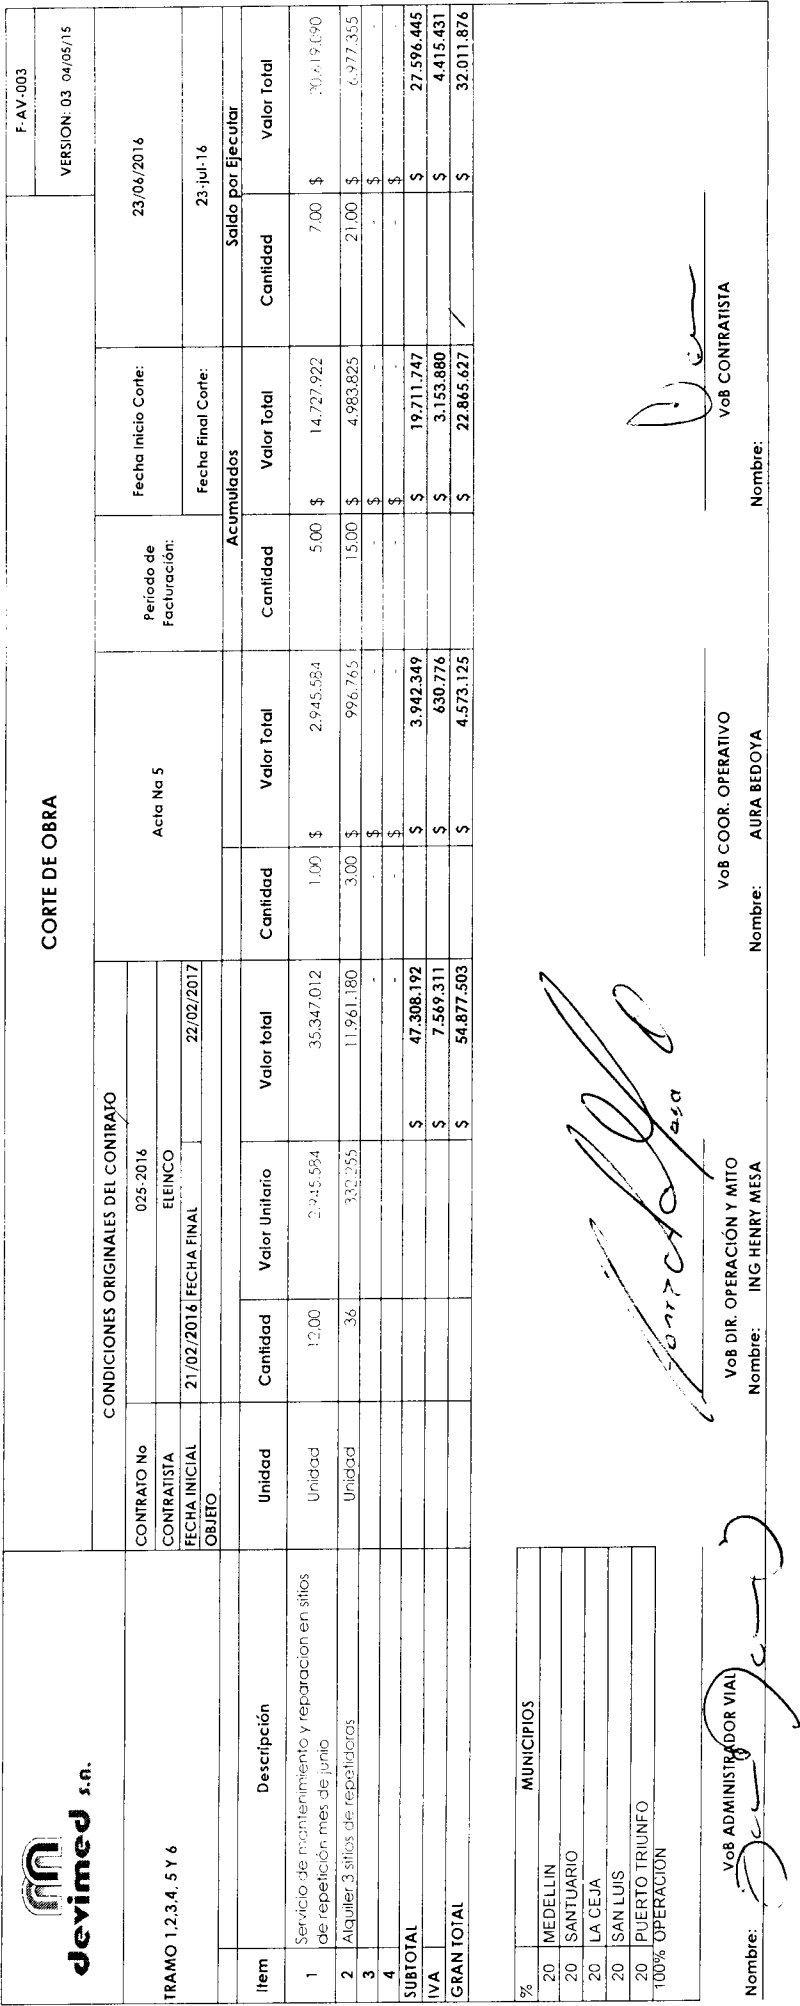 devimed s.a.
CORTE DE OBRA
F-AV-003
VERSION: 03 04/05/15
TRAMO 1,2,3,4, 5 Y 6
CONDICIONES ORIGINALES DEL CONTRATO
CONTRATO No 025-2016
CONTRATISTA ELEINCO
FECHA INICIAL 21/02/2016 FECHA FINAL 22/02/2017
OBJETO
Acta No 5
Período de
Facturación:
Fecha Inicio Corte: 23/06/2016
Fecha Final Corte: 23-jul-16
Acumulados Saldo por Ejecutar
Item Descripción Unidad Cantidad Valor Unitario Valor total Cantidad Valor Total Cantidad Valor Total Cantidad Valor Total
1 Servicio de mantenimiento y reparacion en sitios
de repetición mes de junio Unidad 12,00 2.945.584 35.347.012 1.00 $ 2.945.584 5.00 $ 14.727.922 7.00 $ 20.619.090
2 Alquiler 3 sitios de repetidoras Unidad 36 332.255 11.961.180 3.00 $ 996.765 15.00 $ 4.983.825 21.00 $ 6.977.355
3 - - $ - - $ - - $ -
4 - - $ - - $ - - $ -
SUBTOTAL $ 47.308.192 $ 3.942.349 $ 19.711.747 $ 27.596.445
IVA $ 7.569.311 $ 630.776 $ 3.153.880 $ 4.415.431
GRAN TOTAL $ 54.877.503 $ 4.573.125 $ 22.865.627 $ 32.011.876
% MUNICIPIOS
20 MEDELLIN
20 SANTUARIO
20 LA CEJA
20 SAN LUIS
20 PUERTO TRIUNFO
100% OPERACIÓN
VoB ADMINISTRADOR VIAL VoB DIR. OPERACIÓN Y MTTO VoB COOR. OPERATIVO VoB CONTRATISTA
Nombre: Nombre: ING HENRY MESA Nombre: AURA BEDOYA Nombre: